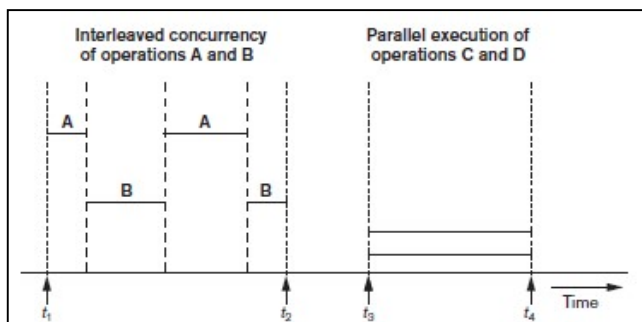 Interleaved concurrency
of operations A and B
Parallel execution of
operations C and D
A
A
B
B
t1
t2
t3
t4
Time